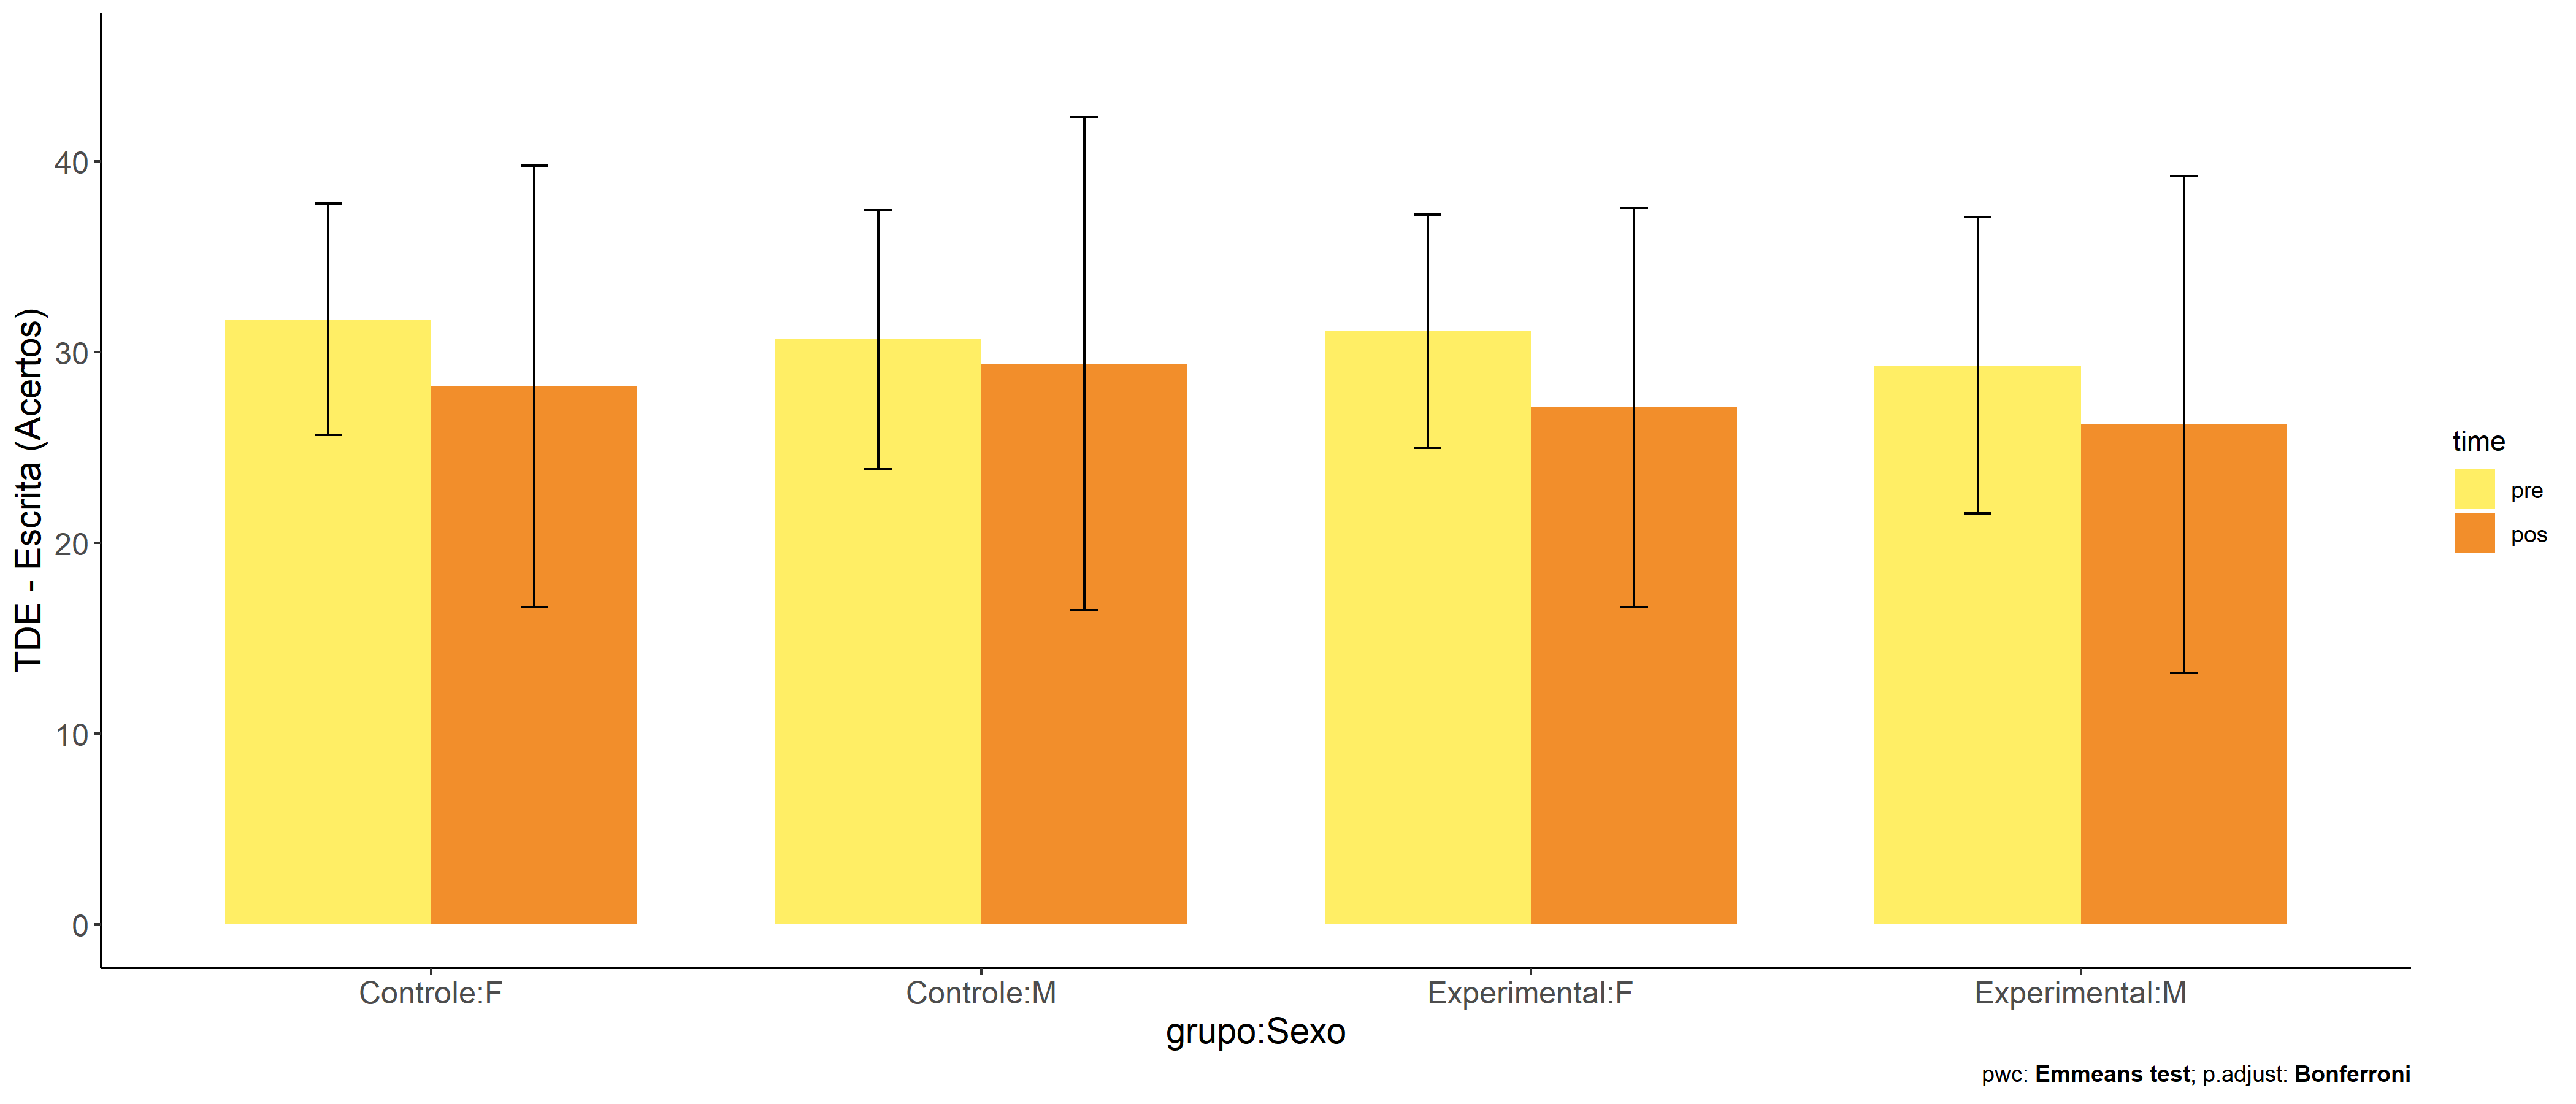 TDE - Escrita (Acertos)
40
30
20
10
0
Controle:F
Controle:M
Experimental:F
Experimental:M
grupo:Sexo
time
pre
pos
pwc: Emmeans test; p.adjust: Bonferroni